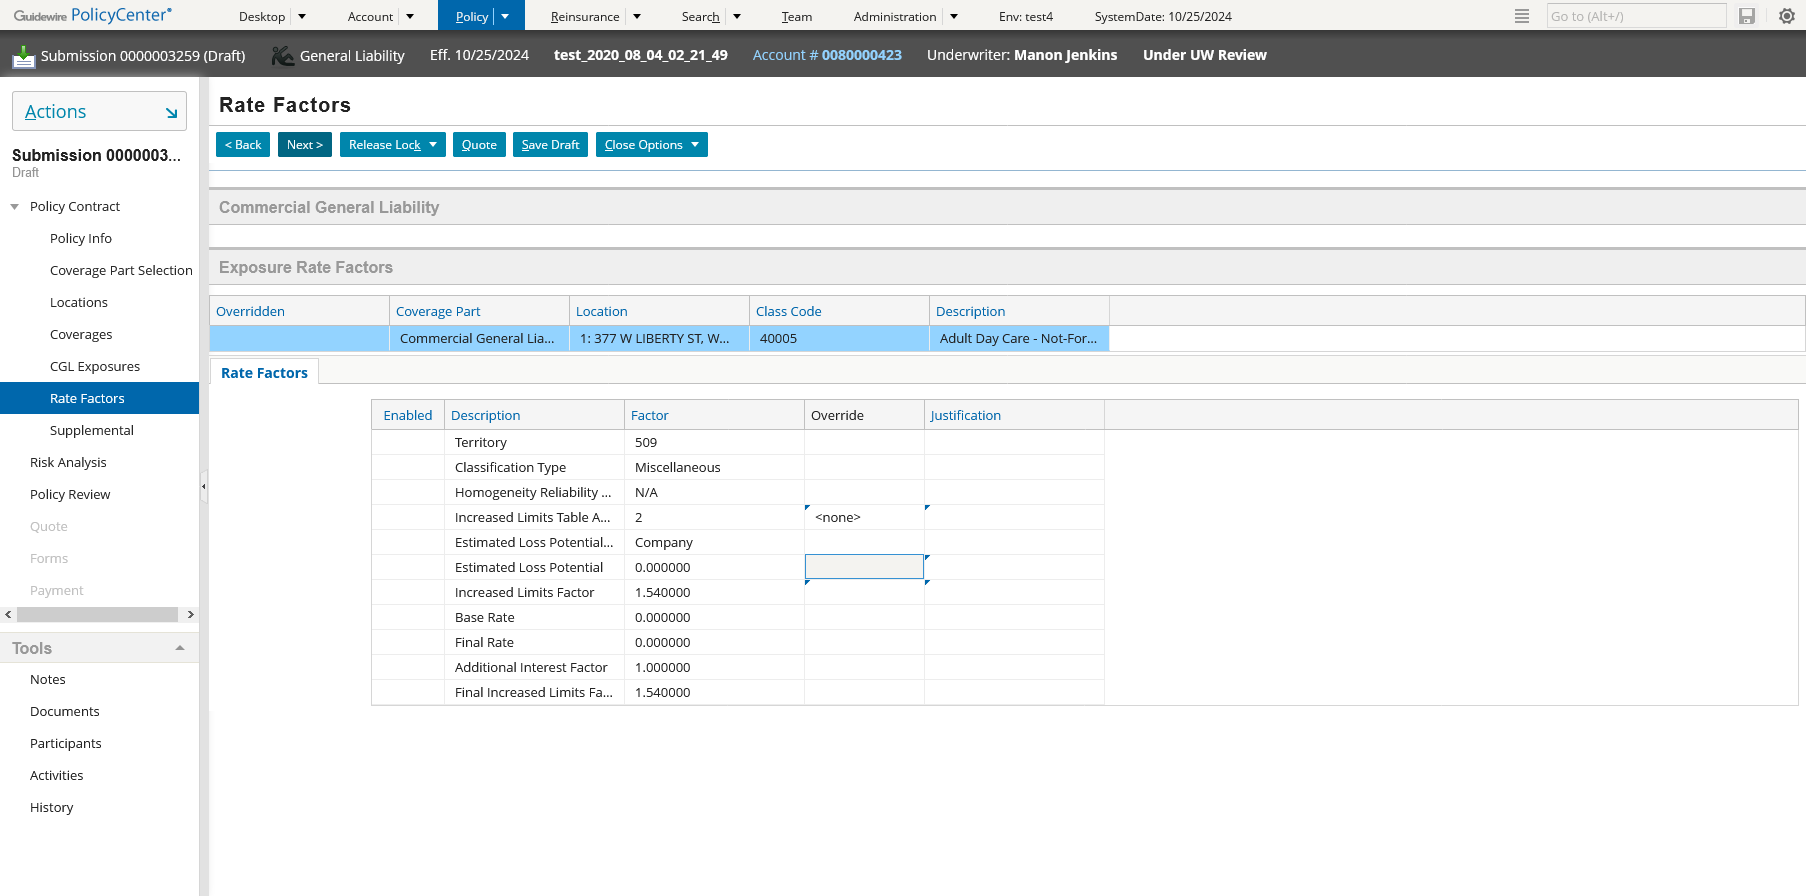 Guidewire PolicyCenter®
Desktop
Account
Policy
Reinsurance
Search
Team
Administration
Env: test4
SystemDate: 10/25/2024
Go to (Alt+/)
Submission 0000003259 (Draft)
General Liability
Eff. 10/25/2024
test_2020_08_04_02_21_49
Account # 0080000423
Underwriter: Manon Jenkins
Under UW Review
Actions
Submission 0000003...
Draft
Policy Contract
Policy Info
Coverage Part Selection
Locations
Coverages
CGL Exposures
Rate Factors
Supplemental
Risk Analysis
Policy Review
Quote
Forms
Payment
Tools
Notes
Documents
Participants
Activities
History
Rate Factors
< Back
Next >
Release Lock
Quote
Save Draft
Close Options
Commercial General Liability
Exposure Rate Factors
Overridden Coverage Part Location Class Code Description
Commercial General Lia... 1: 377 W LIBERTY ST, W... 40005 Adult Day Care - Not-For...
Rate Factors
Enabled Description Factor Override Justification
Territory 509
Classification Type Miscellaneous
Homogeneity Reliability ... N/A
Increased Limits Table A... 2 <none>
Estimated Loss Potential... Company
Estimated Loss Potential 0.000000
Increased Limits Factor 1.540000
Base Rate 0.000000
Final Rate 0.000000
Additional Interest Factor 1.000000
Final Increased Limits Fa... 1.540000